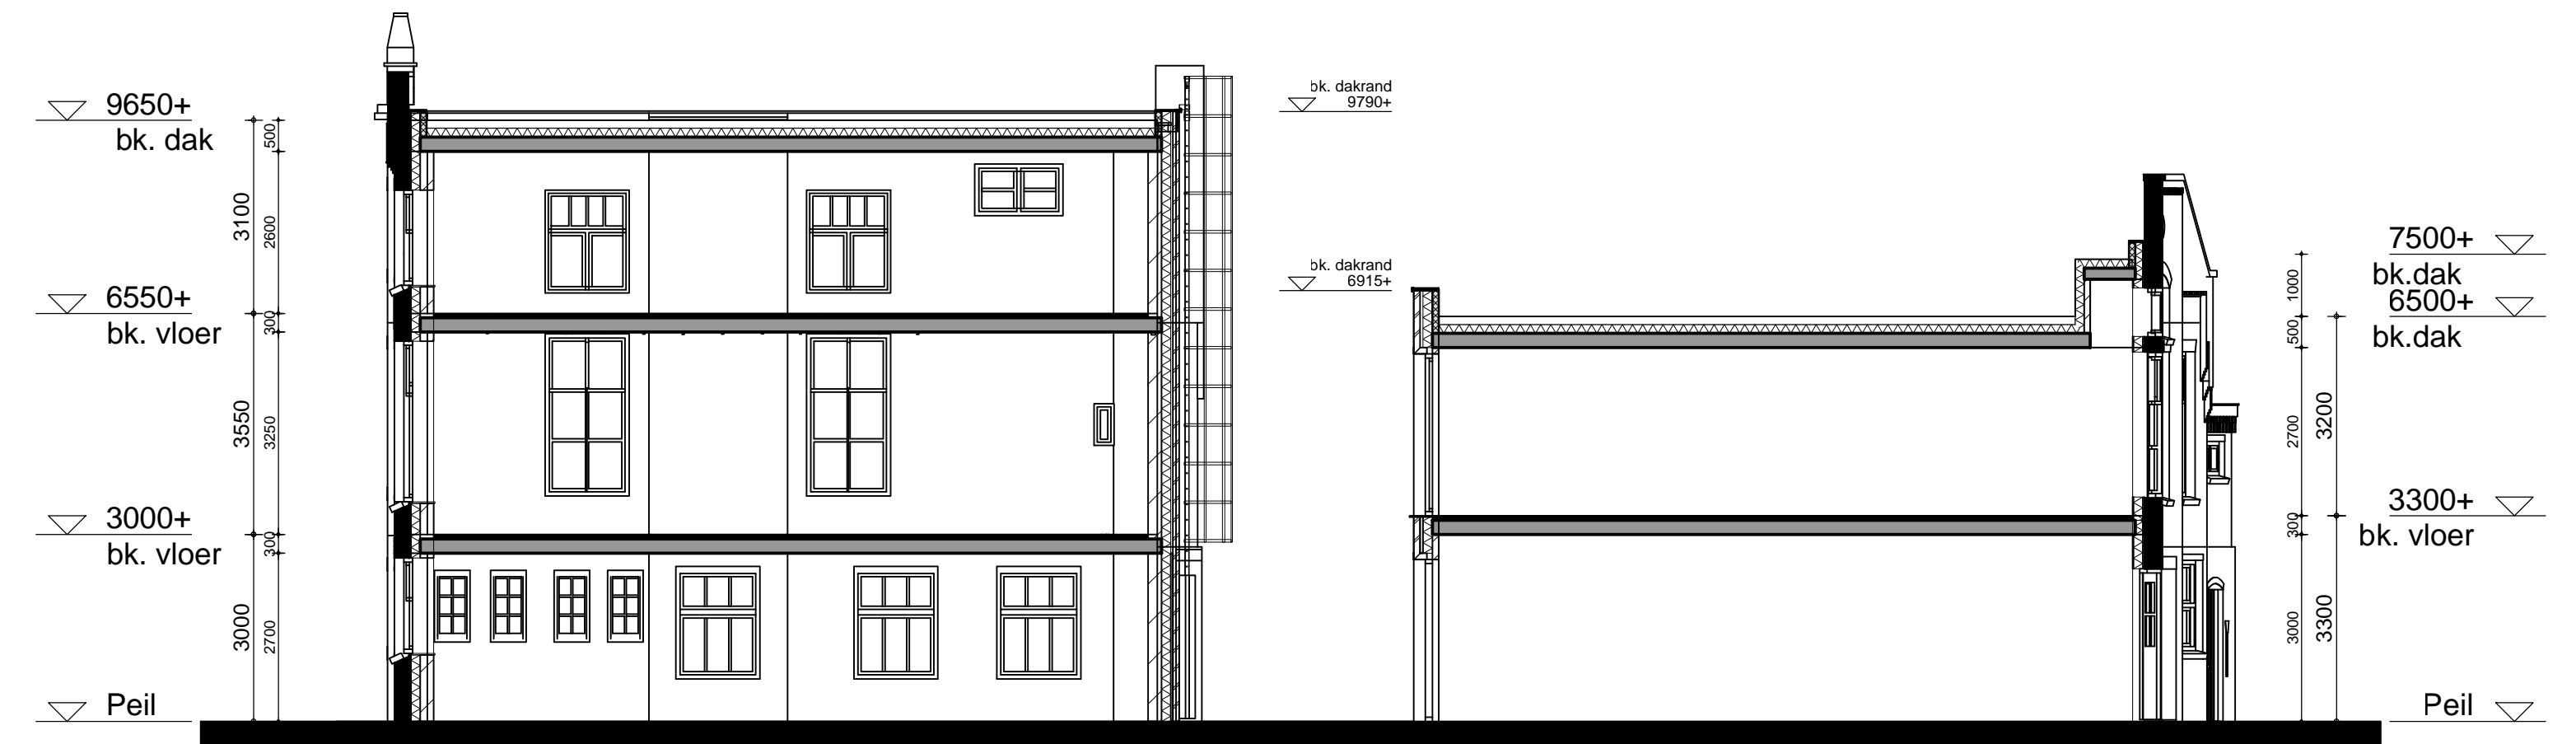 9650+
bk. dak
6550+
bk. vloer
3000+
bk. vloer
Peil
3100
3550
3000
500
2600
300
3250
300
2700
bk. dakrand
9790+
bk. dakrand
6915+
1000
500
2700
300
3000
3200
3300
7500+
bk.dak
6500+
bk.dak
3300+
bk. vloer
Peil